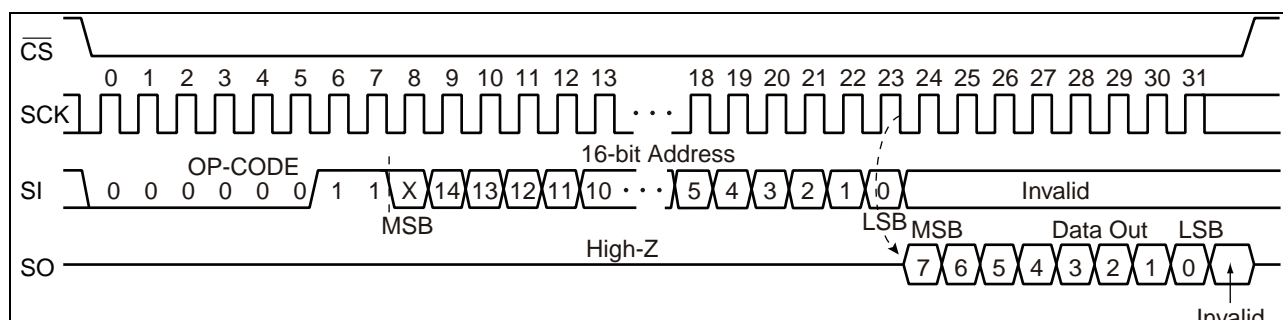 CS
0 1 2 3 4 5 6 7 8 9 10 11 12 13 18 19 20 21 22 23 24 25 26 27 28 29 30 31
SCK
16-bit Address
OP-CODE
SI 0 0 0 0 0 0 1 1 X 14 13 12 11 10 ··· 5 4 3 2 1 0 Invalid
MSB LSB MSB Data Out LSB
High-Z
SO 7 6 5 4 3 2 1 0
Invalid